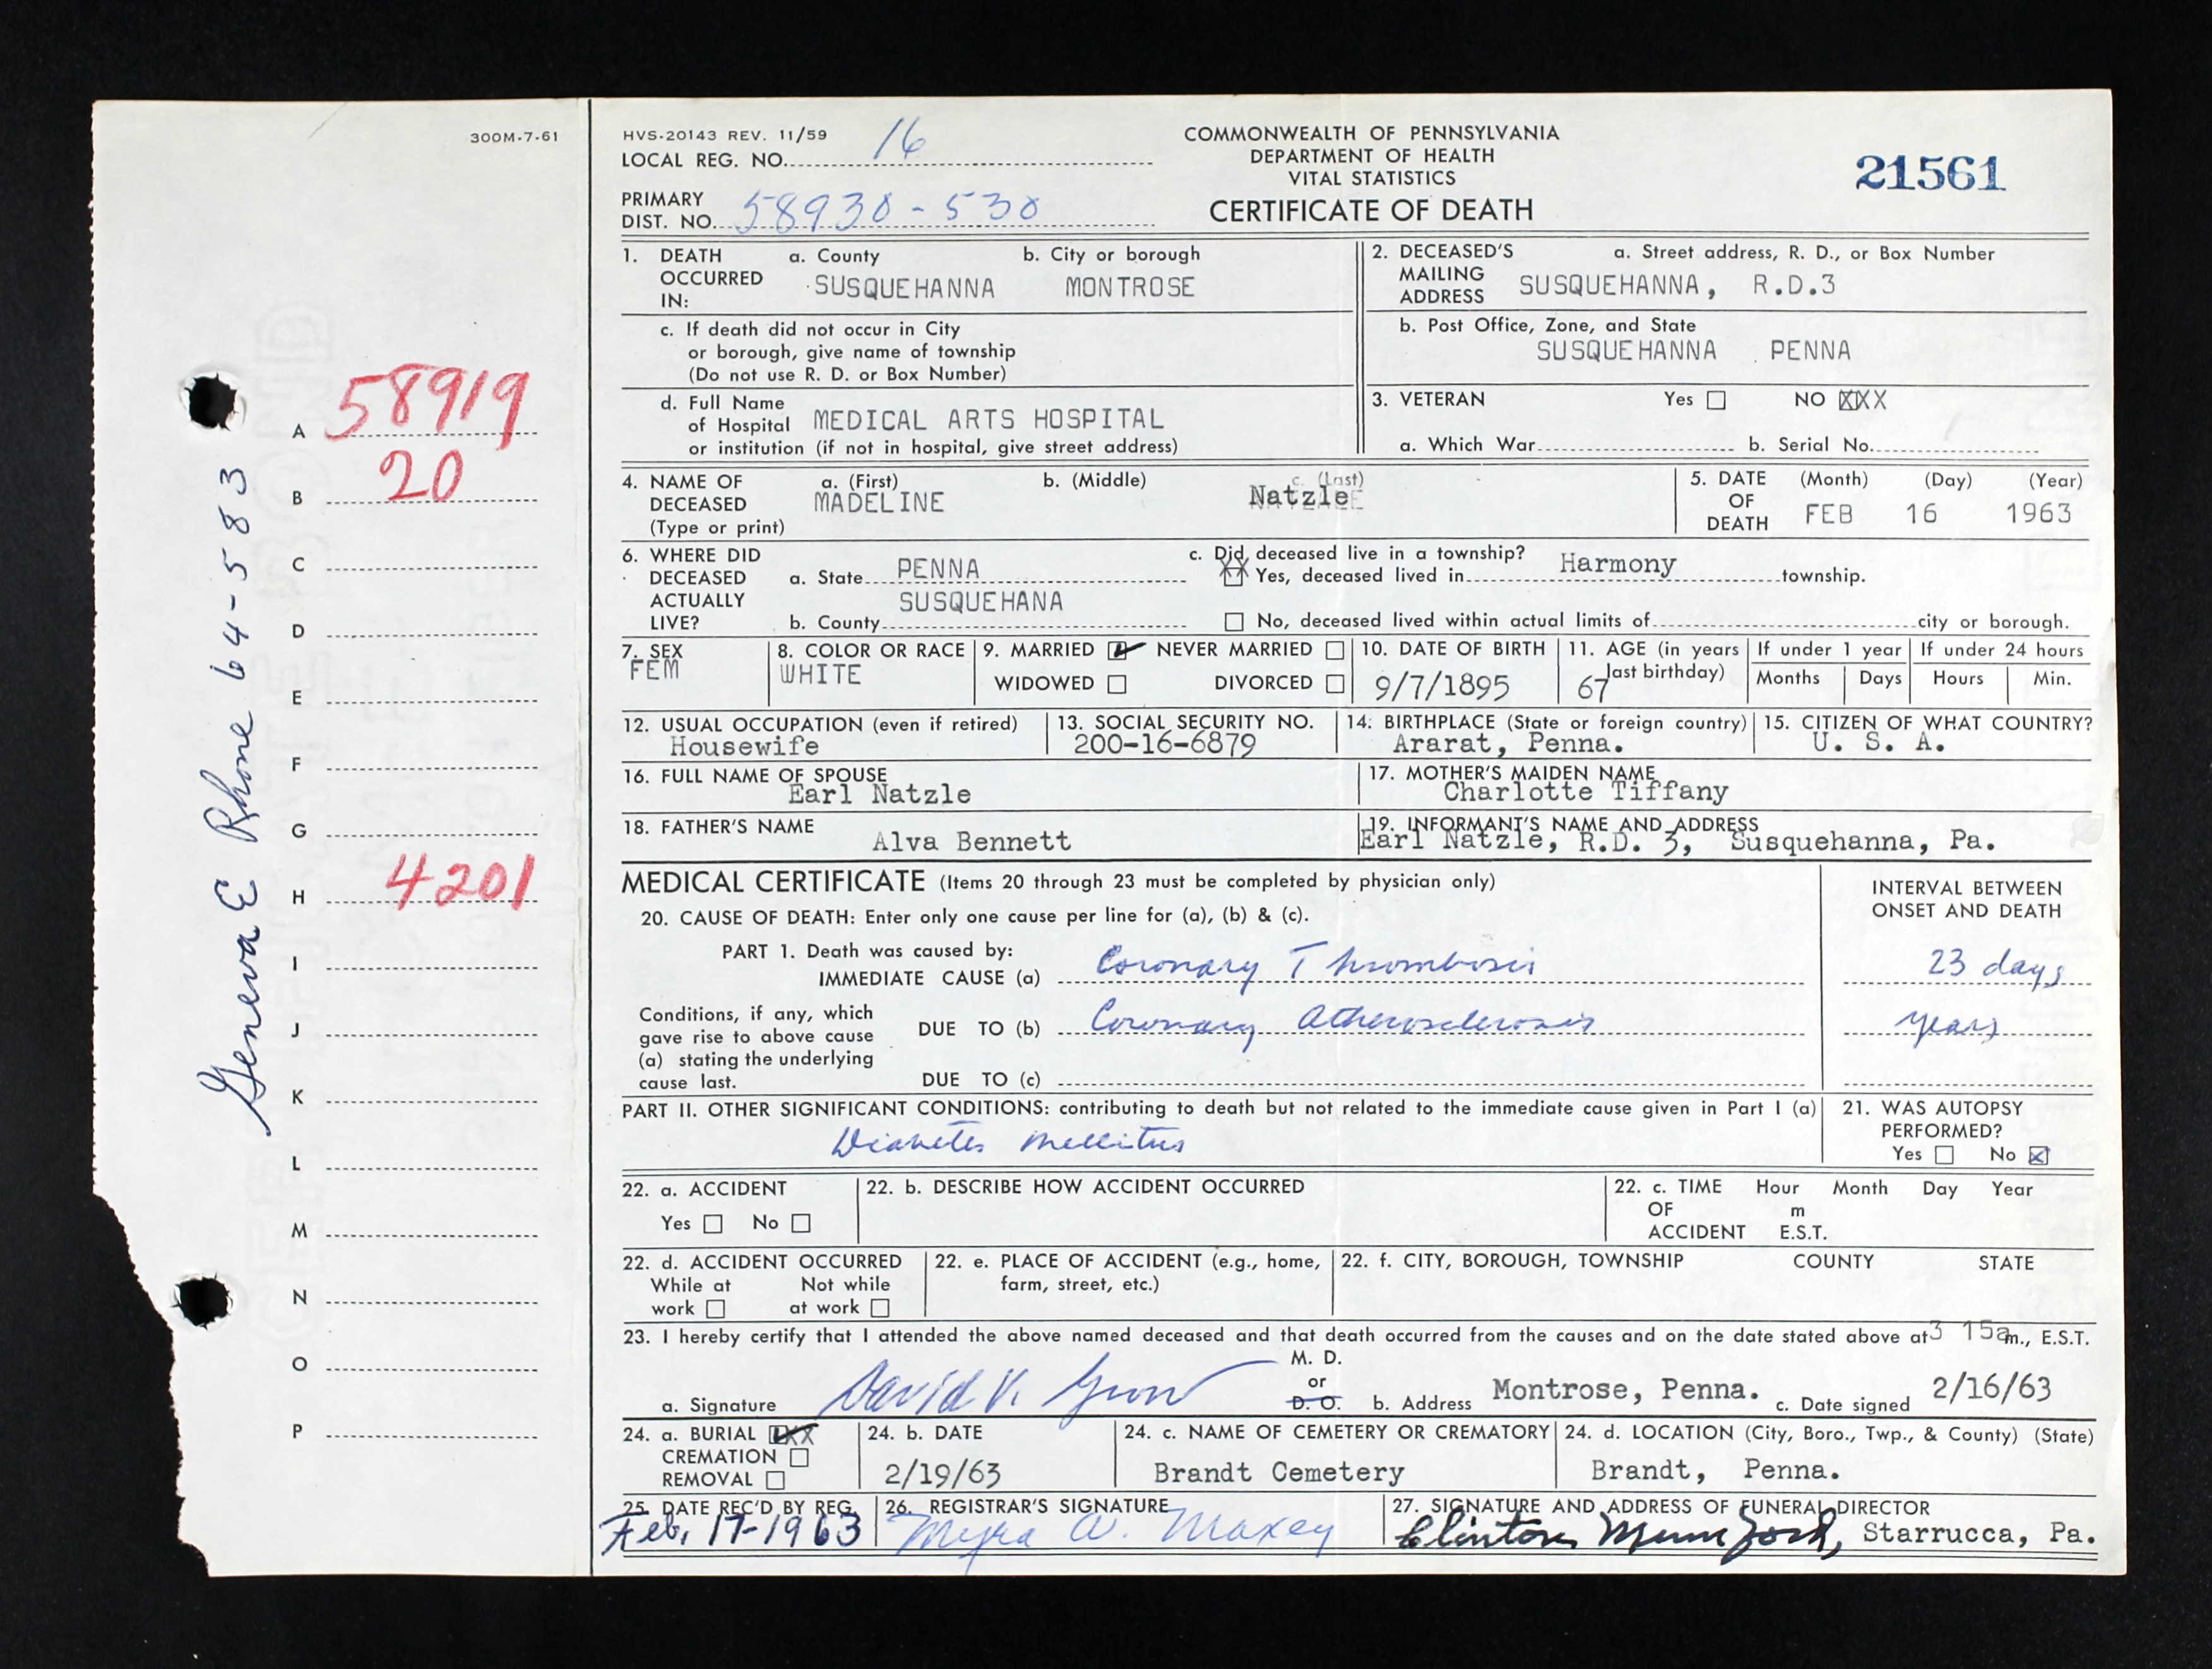 300M-7-61
HVS-20143 REV. 11/59
LOCAL REG. NO. 16
COMMONWEALTH OF PENNSYLVANIA
DEPARTMENT OF HEALTH
VITAL STATISTICS
CERTIFICATE OF DEATH
21561
PRIMARY
DIST. NO. 58930-530
1. DEATH OCCURRED IN: a. County b. City or borough
SUSQUEHANNA MONTROSE
c. If death did not occur in City
or borough, give name of township
(Do not use R. D. or Box Number)
d. Full Name
of Hospital MEDICAL ARTS HOSPITAL
or institution (if not in hospital, give street address)
2. DECEASED'S MAILING ADDRESS a. Street address, R. D., or Box Number
SUSQUEHANNA, R.D.3
b. Post Office, Zone, and State
SUSQUEHANNA PENNA
3. VETERAN Yes NO XXX
a. Which War b. Serial No.
4. NAME OF DECEASED (Type or print) a. (First) b. (Middle) c. (Last)
MADELINE Natzle
5. DATE OF DEATH (Month) (Day) (Year)
FEB 16 1963
6. WHERE DID DECEASED ACTUALLY LIVE?
a. State PENNA
b. County SUSQUEHANA
c. Did deceased live in a township?
XX Yes, deceased lived in Harmony township.
No, deceased lived within actual limits of city or borough.
7. SEX
FEM
8. COLOR OR RACE
WHITE
9. MARRIED NEVER MARRIED
WIDOWED DIVORCED
10. DATE OF BIRTH
9/7/1895
11. AGE (in years last birthday)
67
If under 1 year If under 24 hours
Months Days Hours Min.
12. USUAL OCCUPATION (even if retired)
Housewife
13. SOCIAL SECURITY NO.
200-16-6879
14. BIRTHPLACE (State or foreign country)
Ararat, Penna.
15. CITIZEN OF WHAT COUNTRY?
U. S. A.
16. FULL NAME OF SPOUSE
Earl Natzle
17. MOTHER'S MAIDEN NAME
Charlotte Tiffany
18. FATHER'S NAME
Alva Bennett
19. INFORMANT'S NAME AND ADDRESS
Earl Natzle, R.D. 3, Susquehanna, Pa.
MEDICAL CERTIFICATE (Items 20 through 23 must be completed by physician only)
INTERVAL BETWEEN
ONSET AND DEATH
20. CAUSE OF DEATH: Enter only one cause per line for (a), (b) & (c).
PART 1. Death was caused by:
IMMEDIATE CAUSE (a) Coronary Thrombosis 23 days
Conditions, if any, which
gave rise to above cause
(a) stating the underlying
cause last.
DUE TO (b) Coronary Atherosclerosis years
DUE TO (c)
PART II. OTHER SIGNIFICANT CONDITIONS: contributing to death but not related to the immediate cause given in Part I (a)
Diabetes Mellitus
21. WAS AUTOPSY
PERFORMED?
Yes No X
22. a. ACCIDENT
Yes No
22. b. DESCRIBE HOW ACCIDENT OCCURRED
22. c. TIME OF ACCIDENT Hour Month Day Year
m
E.S.T.
22. d. ACCIDENT OCCURRED
While at work Not while at work
22. e. PLACE OF ACCIDENT (e.g., home,
farm, street, etc.)
22. f. CITY, BOROUGH, TOWNSHIP COUNTY STATE
23. I hereby certify that I attended the above named deceased and that death occurred from the causes and on the date stated above at 3 15a m., E.S.T.
a. Signature David V. Grow M. D. or D. O. b. Address Montrose, Penna. c. Date signed 2/16/63
24. a. BURIAL XX
CREMATION
REMOVAL
24. b. DATE
2/19/63
24. c. NAME OF CEMETERY OR CREMATORY
Brandt Cemetery
24. d. LOCATION (City, Boro., Twp., & County) (State)
Brandt, Penna.
25. DATE REC'D BY REG.
Feb, 17-1963
26. REGISTRAR'S SIGNATURE
Myra A. Maxey
27. SIGNATURE AND ADDRESS OF FUNERAL DIRECTOR
Clinton Mumford, Starrucca, Pa.
A 58919
B 20
C
D
E
F
G
H 4201
I
J
K
L
M
N
O
P
Geneva E Rhone 64-583